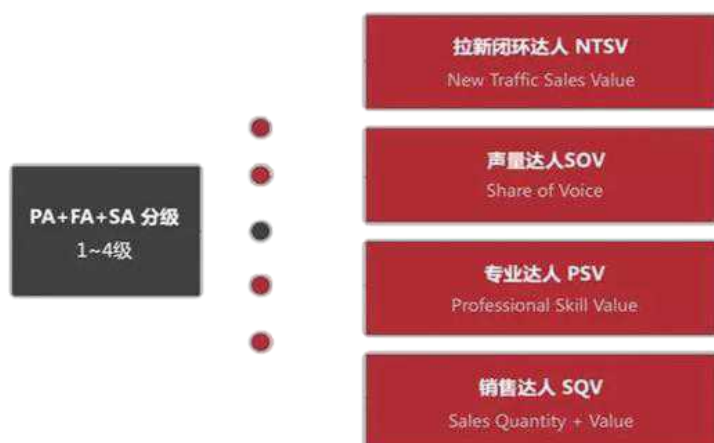 PA+FA+SA 分级
1~4级
拉新闭环达人 NTSV
New Traffic Sales Value
声量达人SOV
Share of Voice
专业达人 PSV
Professional Skill Value
销售达人 SQV
Sales Quantity + Value